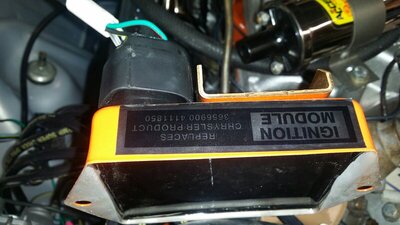 IGNITION
MODULE
REPLACES
CHRYSLER PRODUCT
3656900 4111850